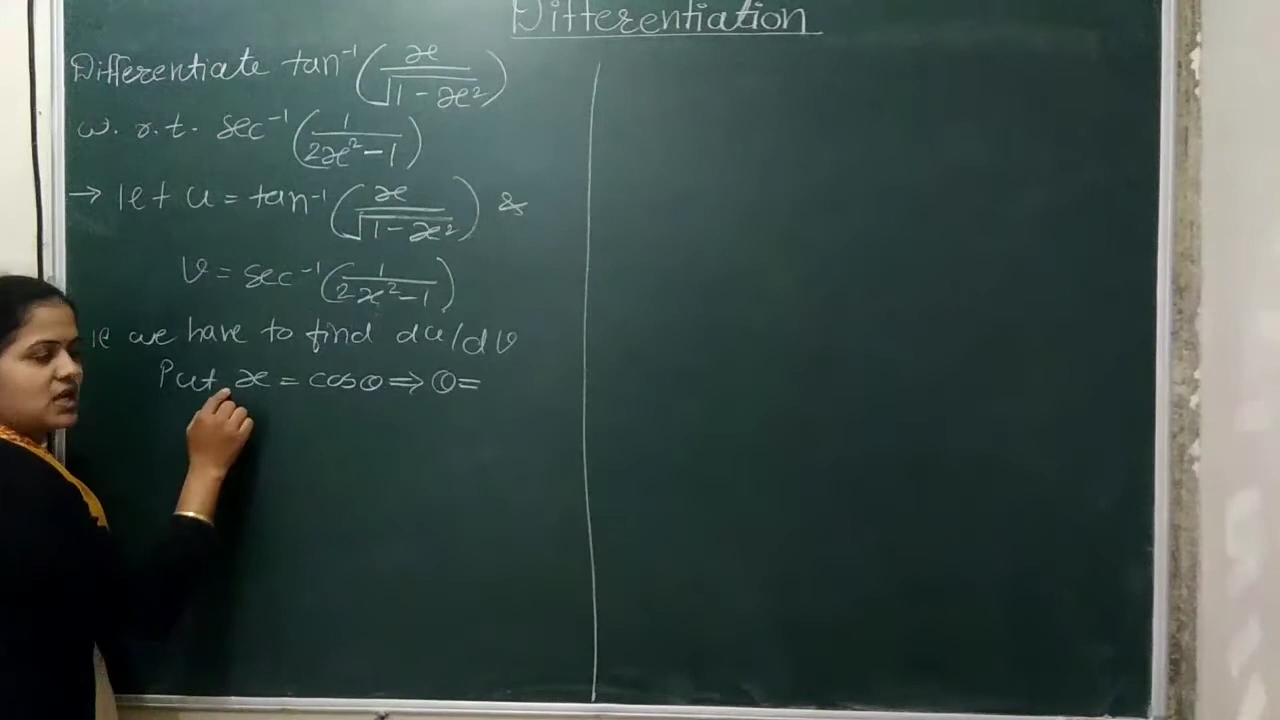 Differentiation
Differentiate tan⁻¹(x/√(1-x²))
w.r.t. sec⁻¹(1/(2x²-1))
→ let u = tan⁻¹(x/√(1-x²)) &
v = sec⁻¹(1/(2x²-1))
ie we have to find du/dv
Put x = cosθ ⇒ θ=